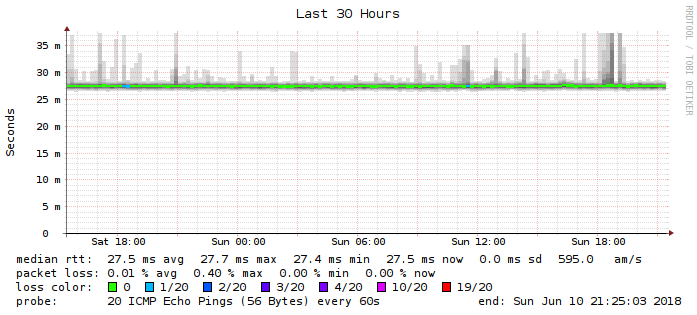 Last 30 Hours
RRDTOOL / TOBI OETIKER
Seconds
35 m
30 m
25 m
20 m
15 m
10 m
5 m
0
Sat 18:00 Sun 00:00 Sun 06:00 Sun 12:00 Sun 18:00
median rtt: 27.5 ms avg 27.7 ms max 27.4 ms min 27.5 ms now 0.0 ms sd 595.0 am/s
packet loss: 0.01 % avg 0.40 % max 0.00 % min 0.00 % now
loss color: 0 1/20 2/20 3/20 4/20 10/20 19/20
probe: 20 ICMP Echo Pings (56 Bytes) every 60s end: Sun Jun 10 21:25:03 2018